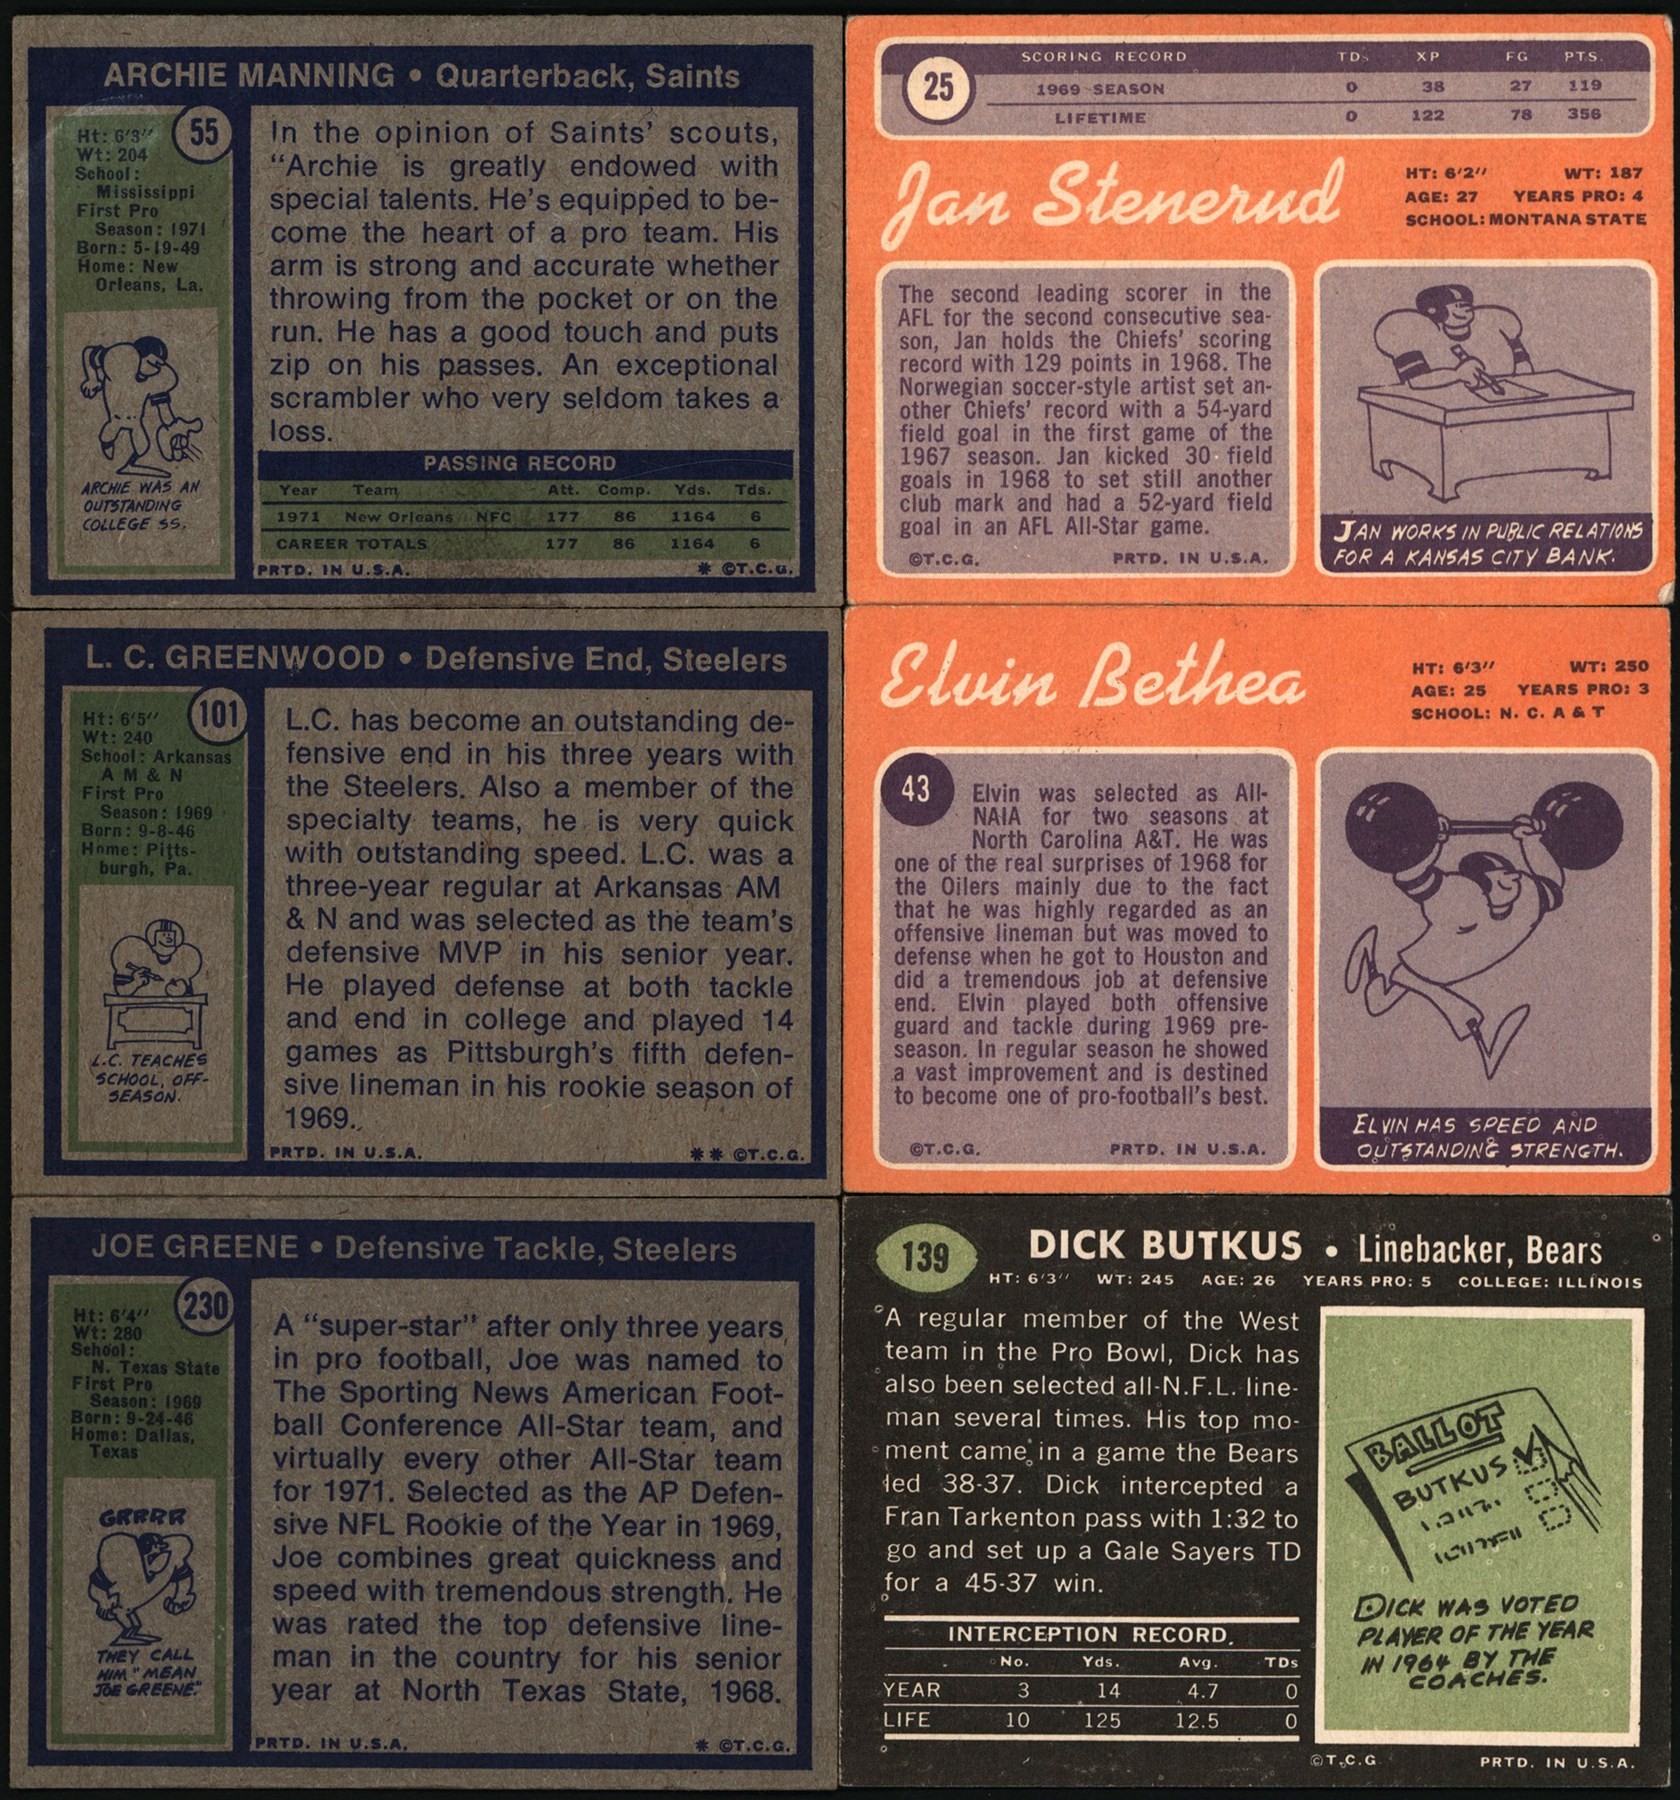 ARCHIE MANNING • Quarterback, Saints
55
Ht: 6'3"
Wt: 204
School:
Mississippi
First Pro
Season: 1971
Born: 5-19-49
Home: New
Orleans, La.
ARCHIE WAS AN
OUTSTANDING
COLLEGE SS.
In the opinion of Saints' scouts,
"Archie is greatly endowed with
special talents. He's equipped to be-
come the heart of a pro team. His
arm is strong and accurate whether
throwing from the pocket or on the
run. He has a good touch and puts
zip on his passes. An exceptional
scrambler who very seldom takes a
loss.
PASSING RECORD
Year Team Att. Comp. Yds. Tds.
1971 New Orleans NFC 177 86 1164 6
CAREER TOTALS 177 86 1164 6
PRTD. IN U.S.A. * ©T.C.G.
25
SCORING RECORD TDs XP FG PTS.
1969 SEASON 0 38 27 119
LIFETIME 0 122 78 356
Jan Stenerud
HT: 6'2" WT: 187
AGE: 27 YEARS PRO: 4
SCHOOL: MONTANA STATE
The second leading scorer in the
AFL for the second consecutive sea-
son, Jan holds the Chiefs' scoring
record with 129 points in 1968. The
Norwegian soccer-style artist set an-
other Chiefs' record with a 54-yard
field goal in the first game of the
1967 season. Jan kicked 30 field
goals in 1968 to set still another
club mark and had a 52-yard field
goal in an AFL All-Star game.
©T.C.G. PRTD. IN U.S.A.
JAN WORKS IN PUBLIC RELATIONS
FOR A KANSAS CITY BANK.
L. C. GREENWOOD • Defensive End, Steelers
101
Ht: 6'5"
Wt: 240
School: Arkansas
A M & N
First Pro
Season: 1969
Born: 9-8-46
Home: Pitts-
burgh, Pa.
L.C. TEACHES
SCHOOL, OFF-
SEASON.
L.C. has become an outstanding de-
fensive end in his three years with
the Steelers. Also a member of the
specialty teams, he is very quick
with outstanding speed. L.C. was a
three-year regular at Arkansas AM
& N and was selected as the team's
defensive MVP in his senior year.
He played defense at both tackle
and end in college and played 14
games as Pittsburgh's fifth defen-
sive lineman in his rookie season of
1969.
PRTD. IN U.S.A. * * ©T.C.G.
Elvin Bethea
HT: 6'3" WT: 250
AGE: 25 YEARS PRO: 3
SCHOOL: N. C. A & T
43
Elvin was selected as All-
NAIA for two seasons at
North Carolina A&T. He was
one of the real surprises of 1968 for
the Oilers mainly due to the fact
that he was highly regarded as an
offensive lineman but was moved to
defense when he got to Houston and
did a tremendous job at defensive
end. Elvin played both offensive
guard and tackle during 1969 pre-
season. In regular season he showed
a vast improvement and is destined
to become one of pro-football's best.
©T.C.G. PRTD. IN U.S.A.
ELVIN HAS SPEED AND
OUTSTANDING STRENGTH.
JOE GREENE • Defensive Tackle, Steelers
230
Ht: 6'4"
Wt: 280
School:
N. Texas State
First Pro
Season: 1969
Born: 9-24-46
Home: Dallas,
Texas
GRRRR
THEY CALL
HIM "MEAN
JOE GREENE."
A "super-star" after only three years
in pro football, Joe was named to
The Sporting News American Foot-
ball Conference All-Star team, and
virtually every other All-Star team
for 1971. Selected as the AP Defen-
sive NFL Rookie of the Year in 1969,
Joe combines great quickness and
speed with tremendous strength. He
was rated the top defensive line-
man in the country for his senior
year at North Texas State, 1968.
PRTD. IN U.S.A. * ©T.C.G.
139
DICK BUTKUS • Linebacker, Bears
HT: 6'3" WT: 245 AGE: 26 YEARS PRO: 5 COLLEGE: ILLINOIS
A regular member of the West
team in the Pro Bowl, Dick has
also been selected all-N.F.L. line-
man several times. His top mo-
ment came in a game the Bears
led 38-37. Dick intercepted a
Fran Tarkenton pass with 1:32 to
go and set up a Gale Sayers TD
for a 45-37 win.
INTERCEPTION RECORD
No. Yds. Avg. TDs
YEAR 3 14 4.7 0
LIFE 10 125 12.5 0
BALLOT
BUTKUS
DICK WAS VOTED
PLAYER OF THE YEAR
IN 1964 BY THE
COACHES.
©T.C.G. PRTD. IN U.S.A.